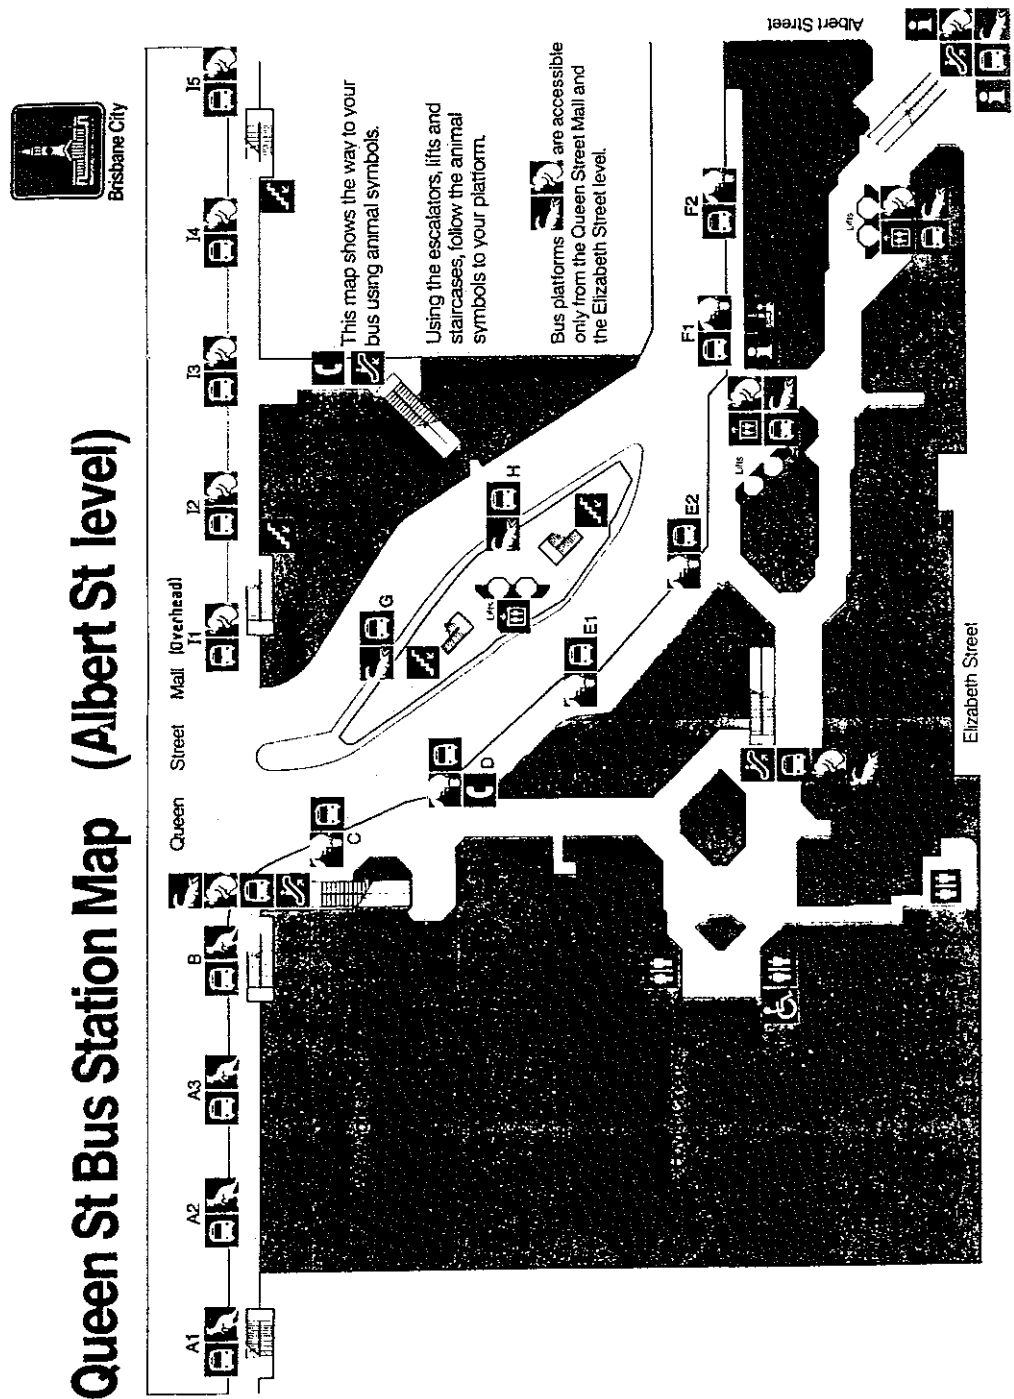 Queen St Bus Station Map (Albert St level)
Brisbane City
Queen Street Mall (Overhead)
A1
A2
A3
B
I1
I2
I3
I4
I5
C
D
E1
E2
F1
F2
G
H
Lifts
Lifts
Lifts
This map shows the way to your
bus using animal symbols.
Using the escalators, lifts and
staircases, follow the animal
symbols to your platform.
Bus platforms are accessible
only from the Queen Street Mall and
the Elizabeth Street level.
Albert Street
Elizabeth Street